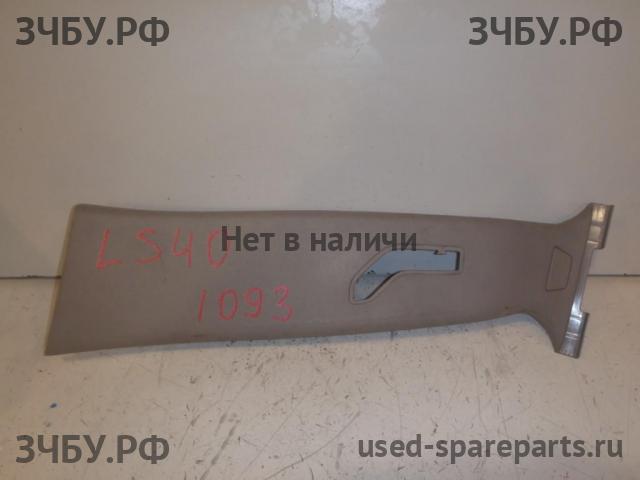 ЗЧБУ.РФ ЗЧБУ.РФ
LS40 Нет в наличи
1093
ЗЧБУ.РФ used-spareparts.ru